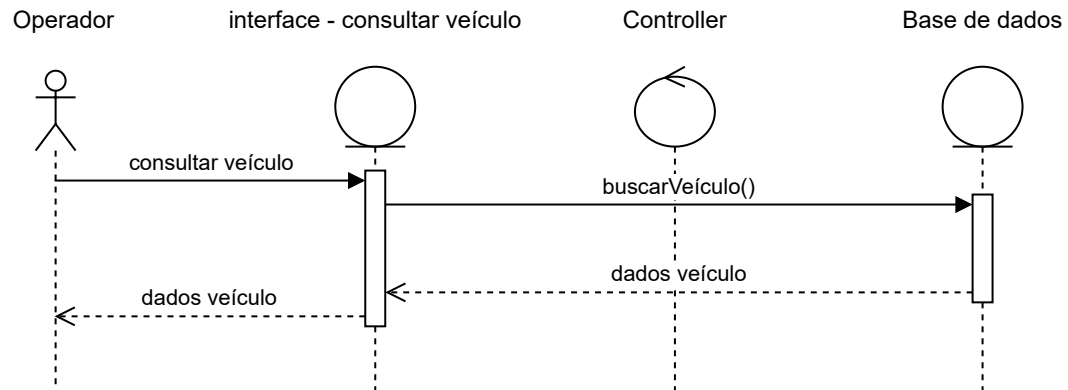 Operador
interface - consultar veículo
Controller
Base de dados
consultar veículo
buscarVeículo()
dados veículo
dados veículo